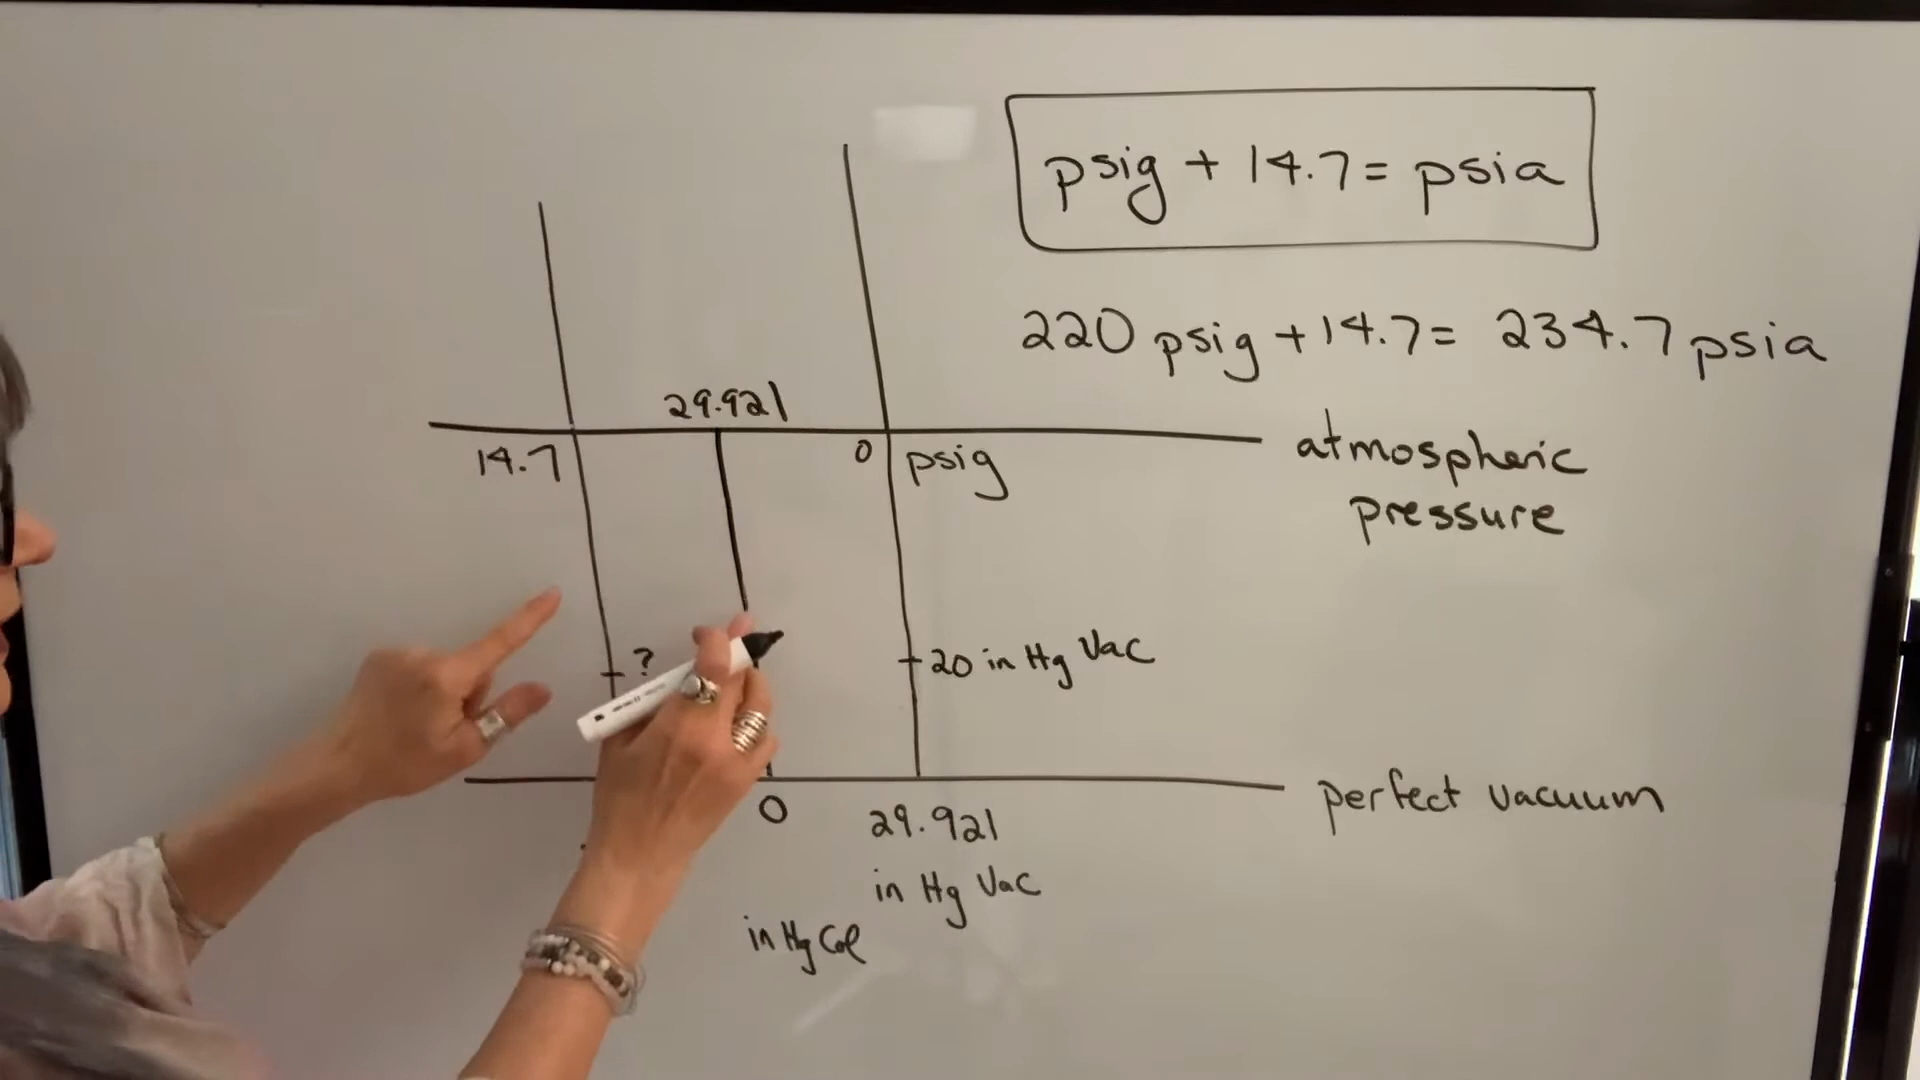 psig + 14.7 = psia
220 psig + 14.7 = 234.7 psia
29.921
14.7
0
psig
atmospheric
pressure
?
20 in Hg Vac
0
29.921
in Hg Vac
in Hg Col
perfect vacuum